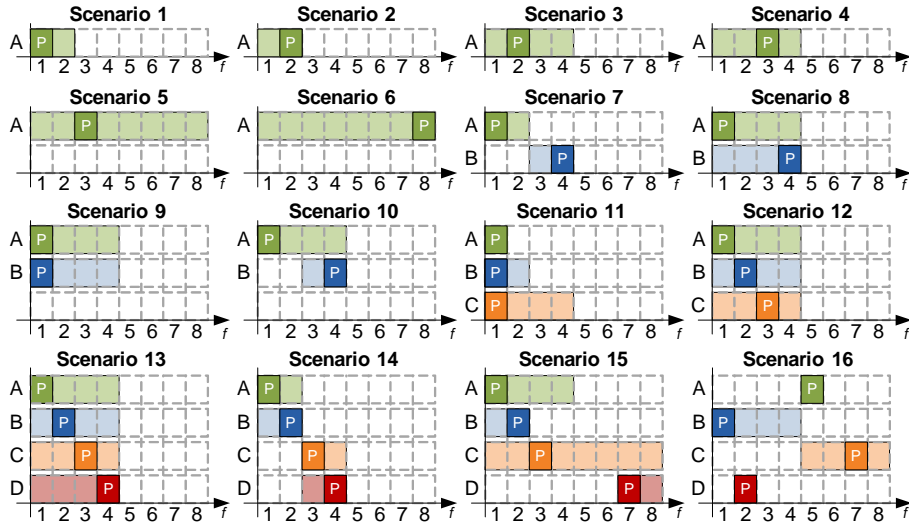 Scenario 1 Scenario 2 Scenario 3 Scenario 4
A P P P P
1 2 3 4 5 6 7 8 f 1 2 3 4 5 6 7 8 f 1 2 3 4 5 6 7 8 f 1 2 3 4 5 6 7 8 f
Scenario 5 Scenario 6 Scenario 7 Scenario 8
A P A P A P A P
B P B P
1 2 3 4 5 6 7 8 f 1 2 3 4 5 6 7 8 f 1 2 3 4 5 6 7 8 f 1 2 3 4 5 6 7 8 f
Scenario 9 Scenario 10 Scenario 11 Scenario 12
A P A P A P A P
B P B P B P B P
C P C P
1 2 3 4 5 6 7 8 f 1 2 3 4 5 6 7 8 f 1 2 3 4 5 6 7 8 f 1 2 3 4 5 6 7 8 f
Scenario 13 Scenario 14 Scenario 15 Scenario 16
A P A P A P A P
B P B P B P B P
C P C P C P C P
D P D P D P D P
1 2 3 4 5 6 7 8 f 1 2 3 4 5 6 7 8 f 1 2 3 4 5 6 7 8 f 1 2 3 4 5 6 7 8 f